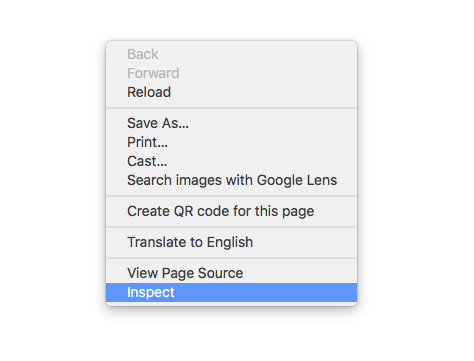 Back
Forward
Reload
Save As...
Print...
Cast...
Search images with Google Lens
Create QR code for this page
Translate to English
View Page Source
Inspect